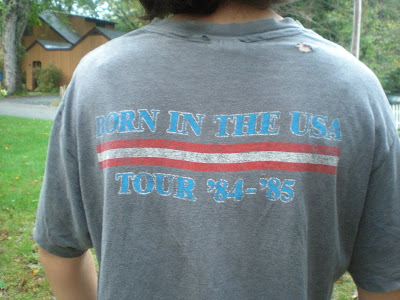 BORN IN THE USA
TOUR '84-'85